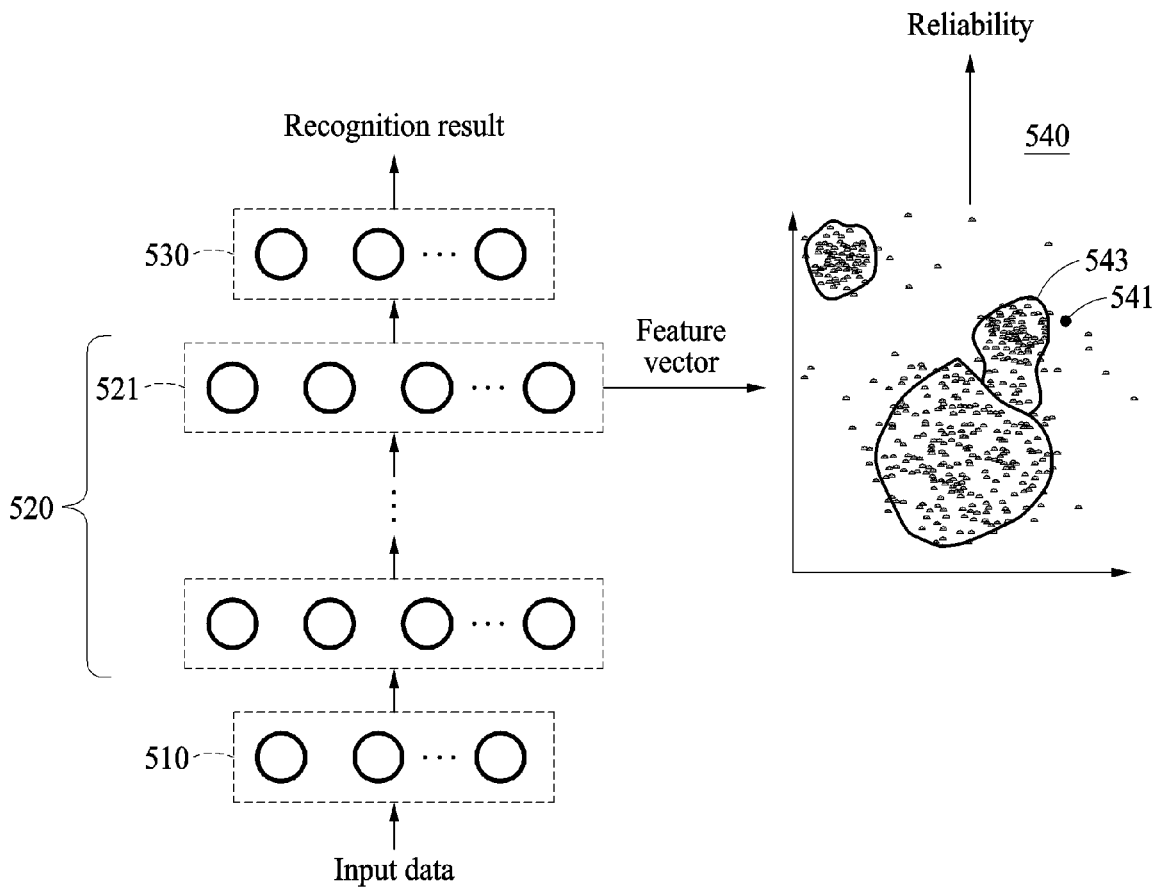 Reliability
540
Recognition result
530
543
541
Feature
vector
521
520
510
Input data